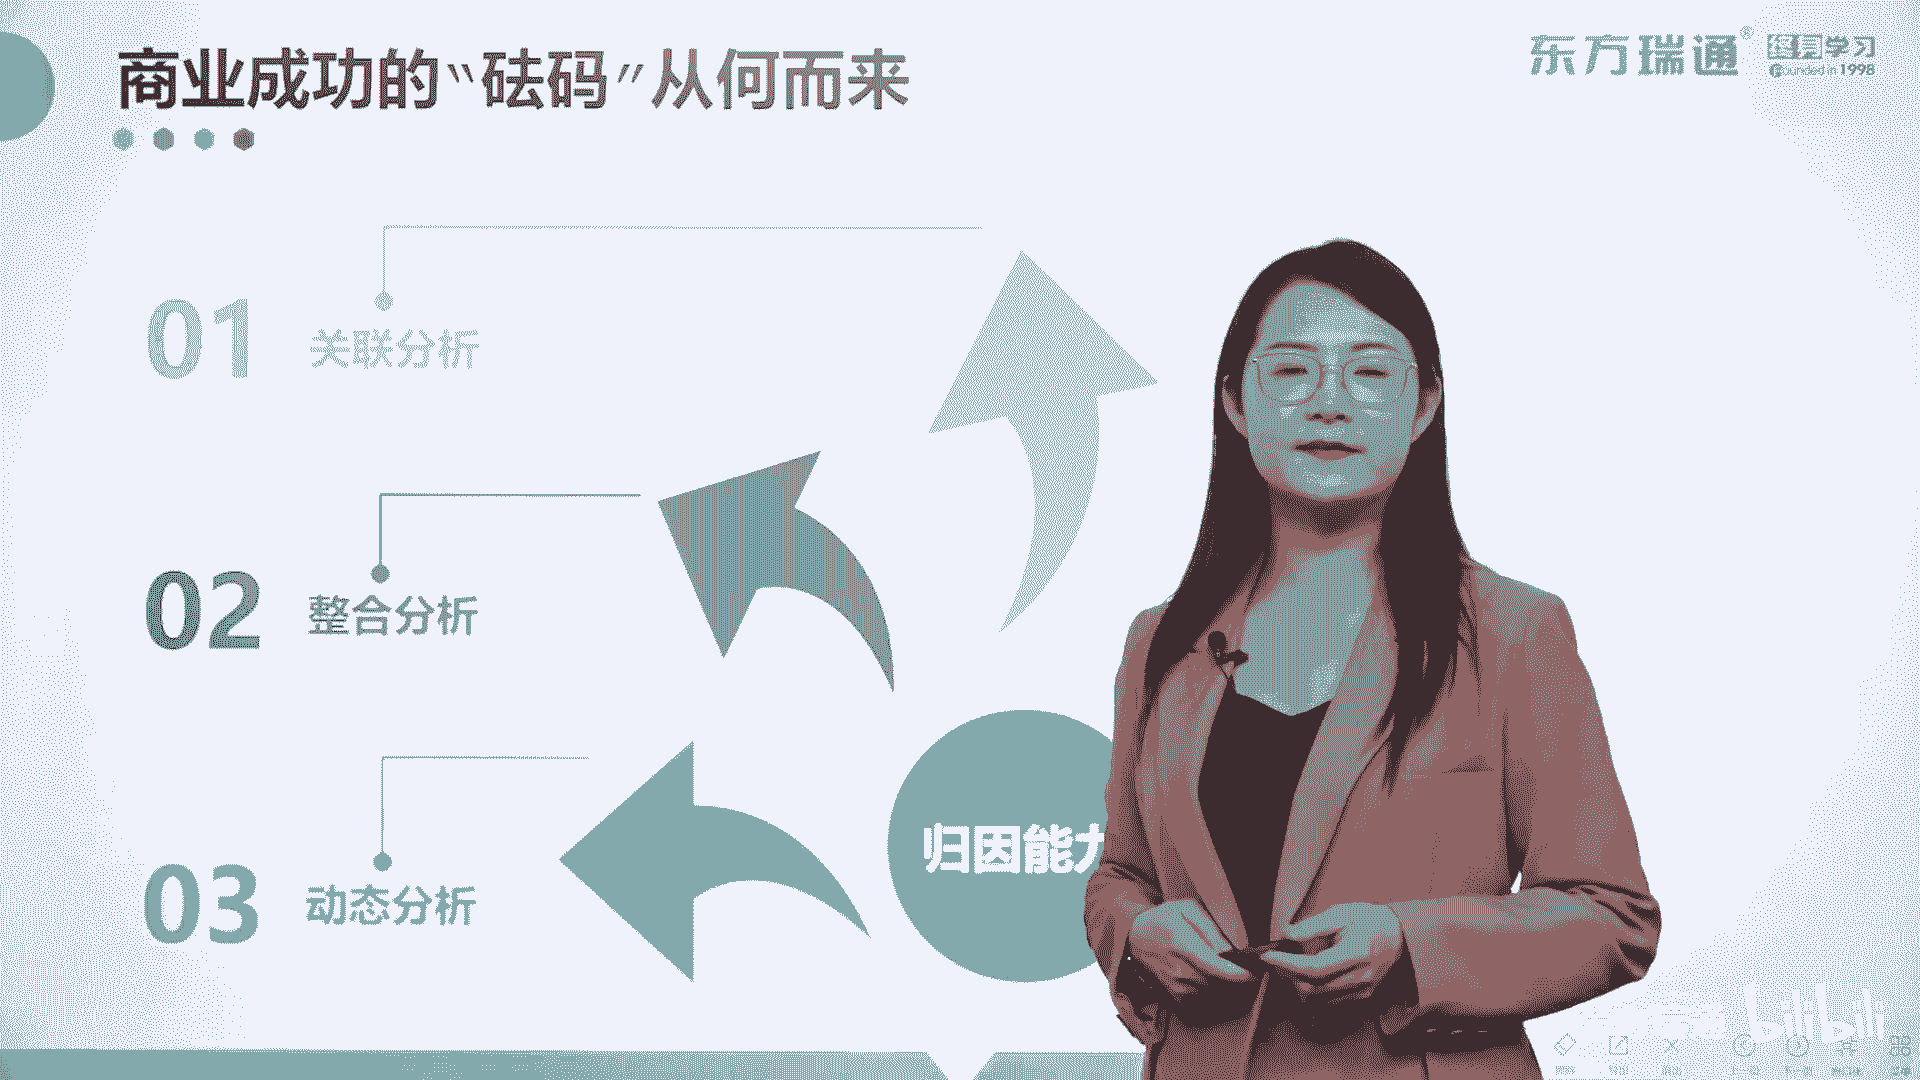 商业成功的“砝码”从何而来
东方瑞通® 终身学习
Founded in 1998
01 关联分析
02 整合分析
03 动态分析
归因能力
bilibili